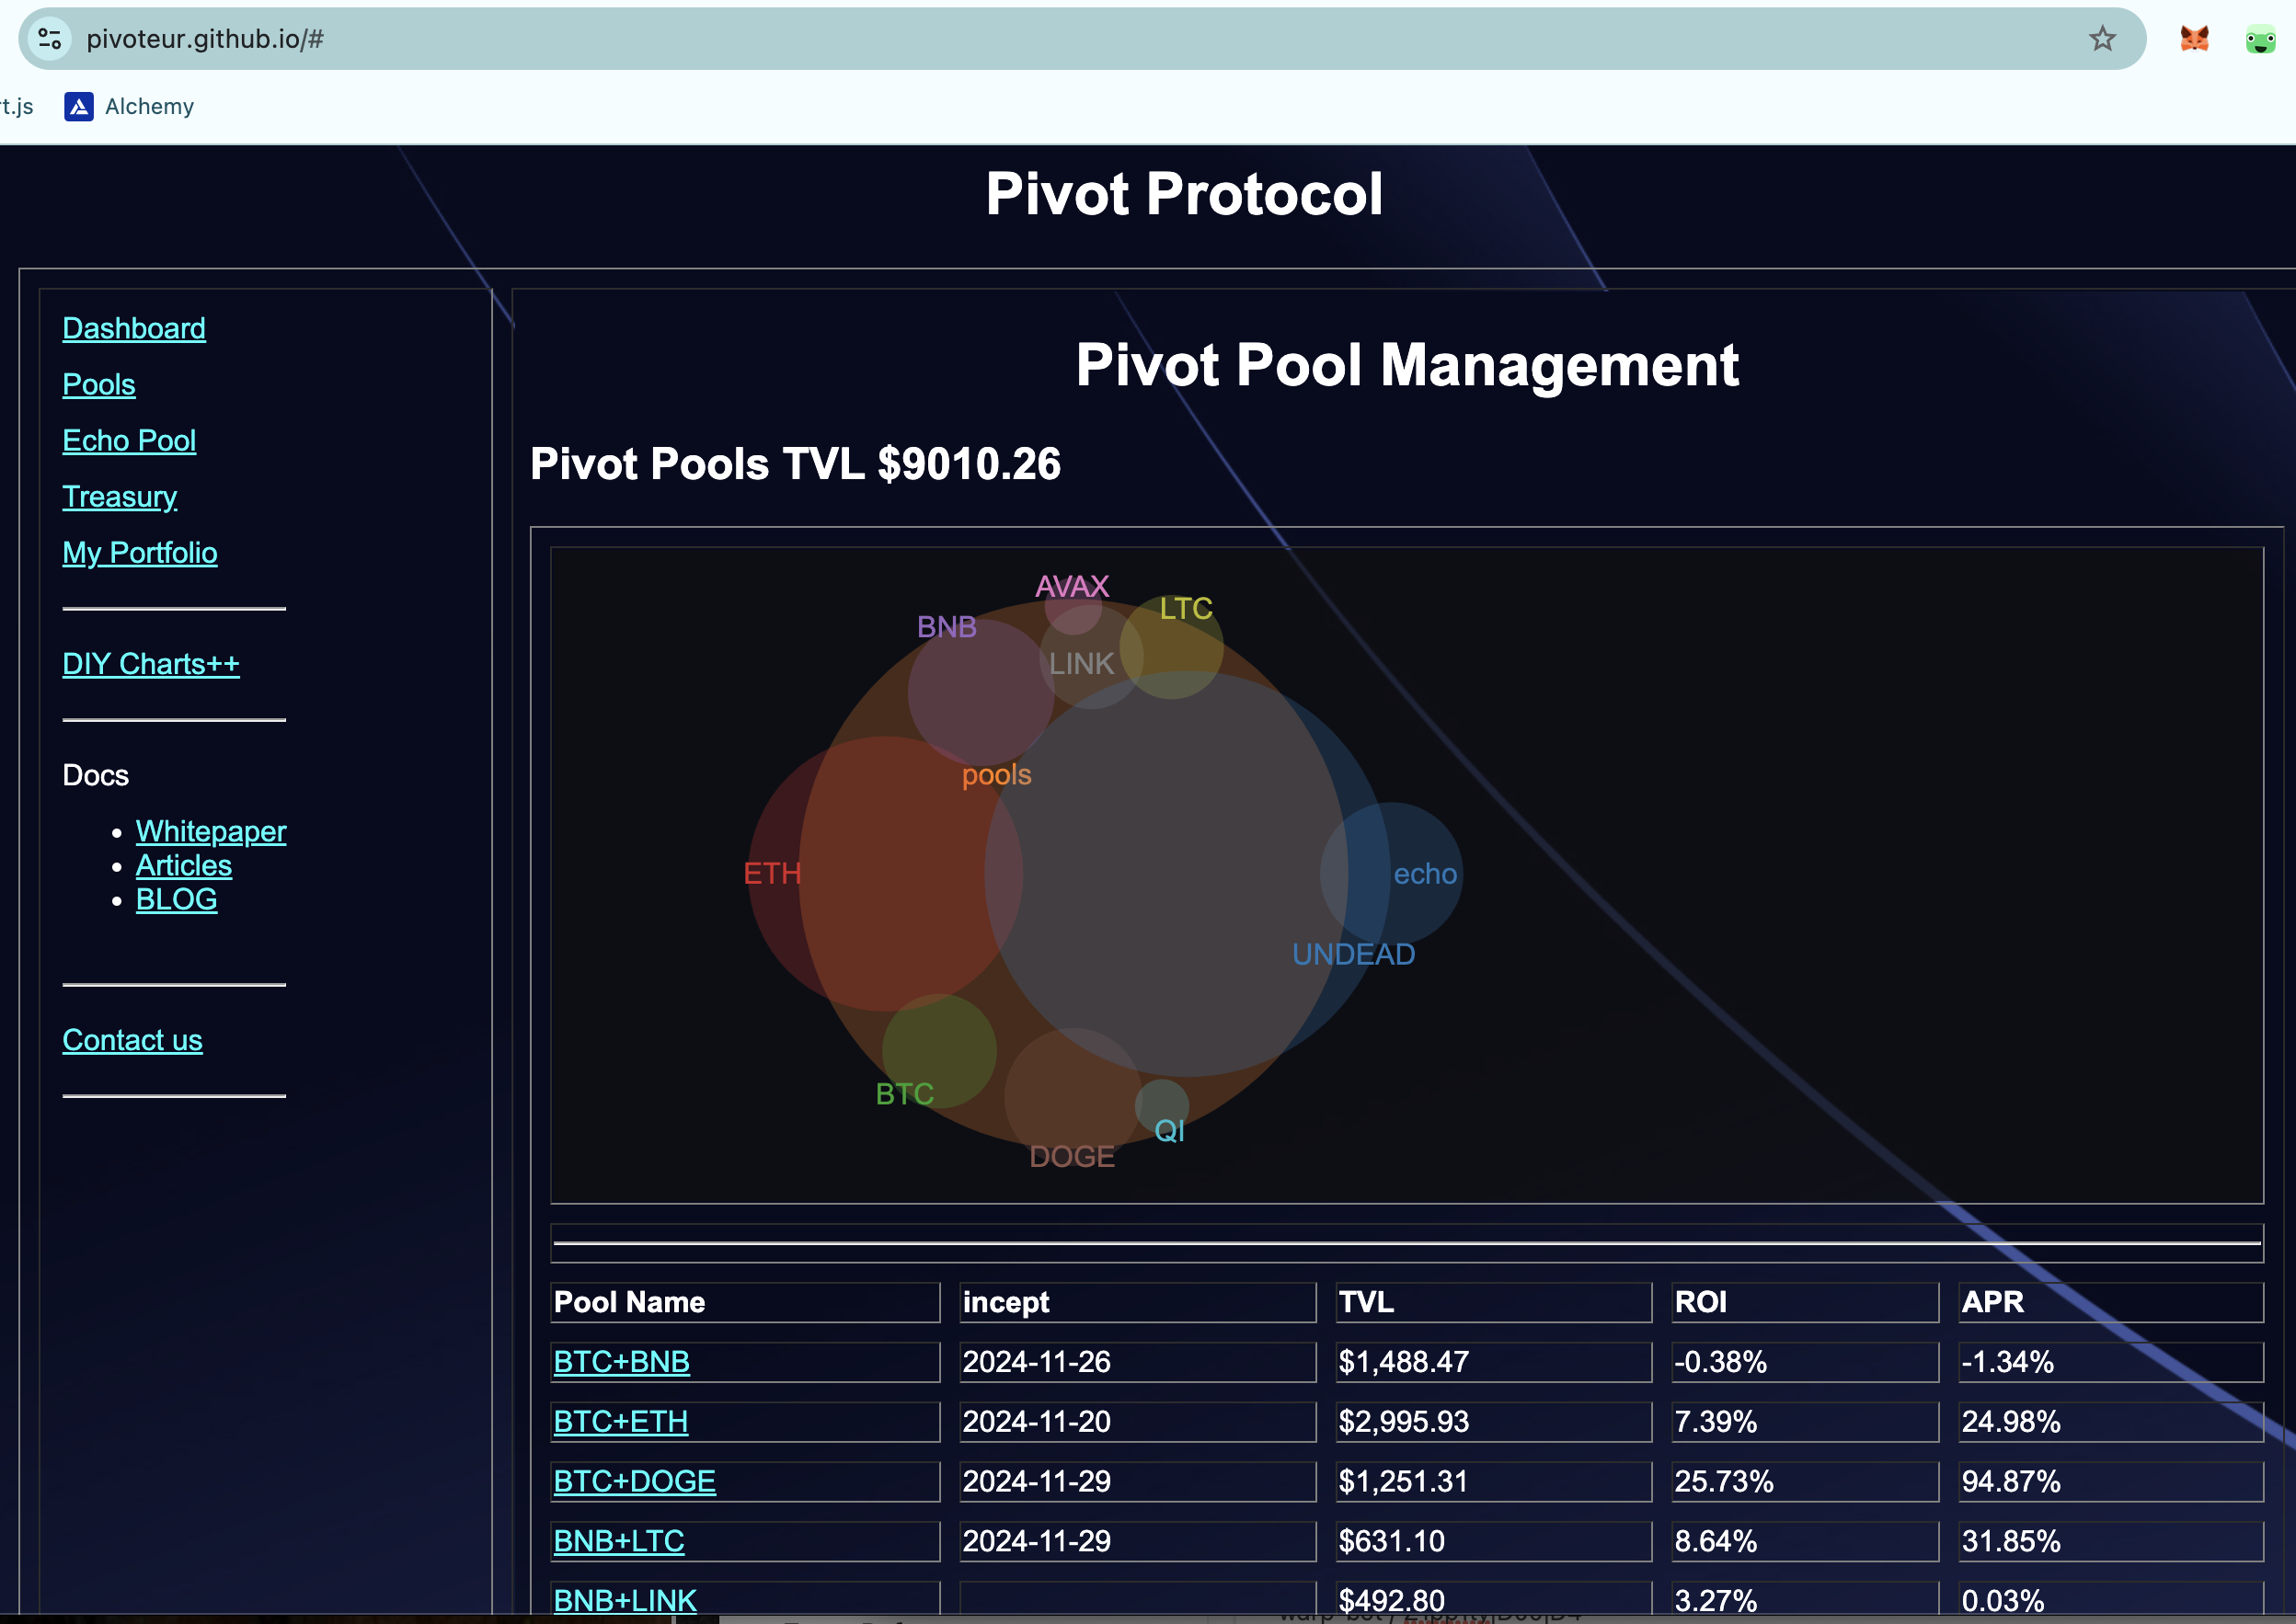 pivoteur.github.io/#
t.js Alchemy
Pivot Protocol
Dashboard
Pools
Echo Pool
Treasury
My Portfolio
DIY Charts++
Docs
Whitepaper
Articles
BLOG
Contact us
Pivot Pool Management
Pivot Pools TVL $9010.26
AVAX
LTC
BNB
LINK
pools
ETH
echo
UNDEAD
BTC
QI
DOGE
Pool Name incept TVL ROI APR
BTC+BNB 2024-11-26 $1,488.47 -0.38% -1.34%
BTC+ETH 2024-11-20 $2,995.93 7.39% 24.98%
BTC+DOGE 2024-11-29 $1,251.31 25.73% 94.87%
BNB+LTC 2024-11-29 $631.10 8.64% 31.85%
BNB+LINK $492.80 3.27% 0.03%